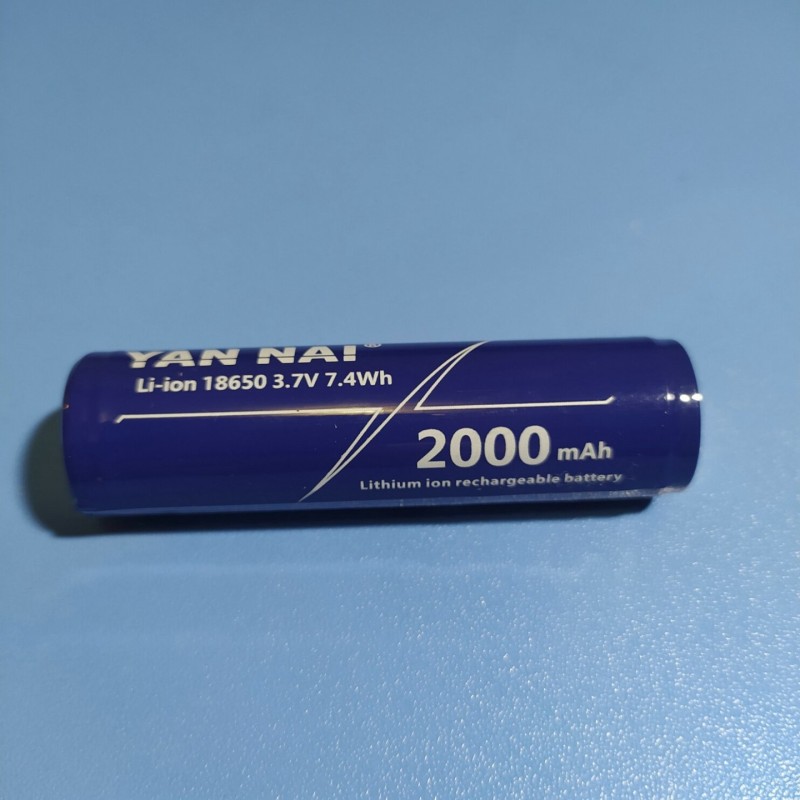 YAN NAI®
Li-ion 18650 3.7V 7.4Wh
2000 mAh
Lithium ion rechargeable battery